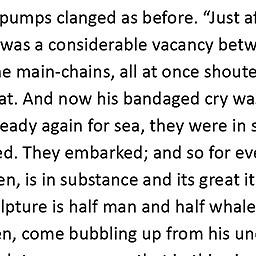 pumps clanged as before. “Just af
was a considerable vacancy betw
e main-chains, all at once shoute
at. And now his bandaged cry wa
eady again for sea, they were in s
ed. They embarked; and so for eve
en, is in substance and its great it
lpture is half man and half whale
en, come bubbling up from his un